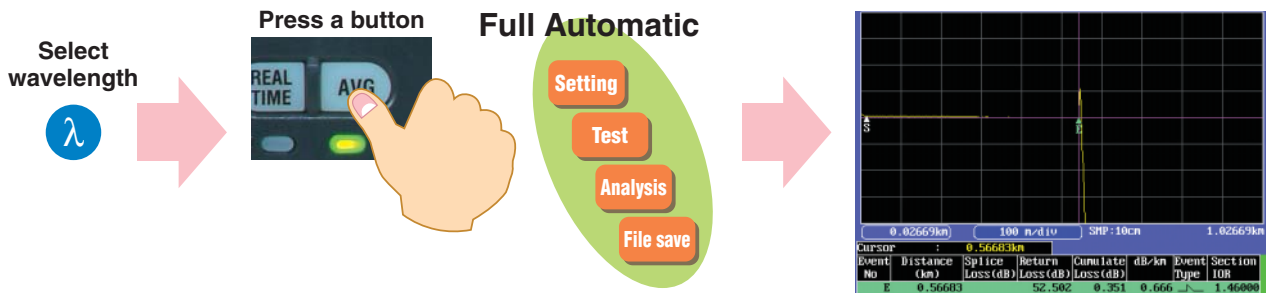 Select
wavelength
λ
Press a button
REAL
TIME
AVG
Full Automatic
Setting
Test
Analysis
File save
S
E
0.02669km
100 m/div
SMP:10cm
1.02669km
Cursor : 0.56683km
Event No Distance (km) Splice Loss(dB) Return Loss(dB) Cumulate Loss(dB) dB/km Event Type Section IOR
E 0.56683 52.502 0.351 0.666 1.46000